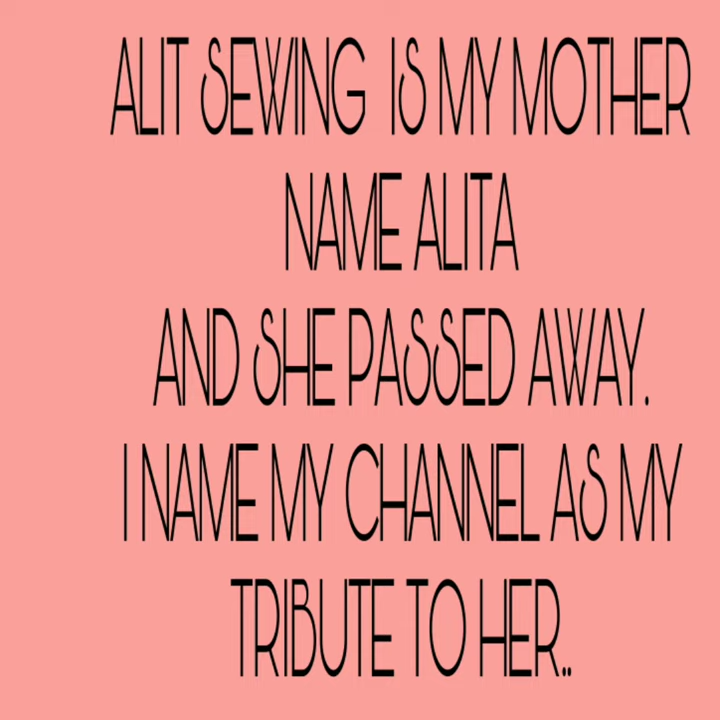 ALIT SEWING IS MY MOTHER
NAME ALITA
AND SHE PASSED AWAY.
I NAME MY CHANNEL AS MY
TRIBUTE TO HER..